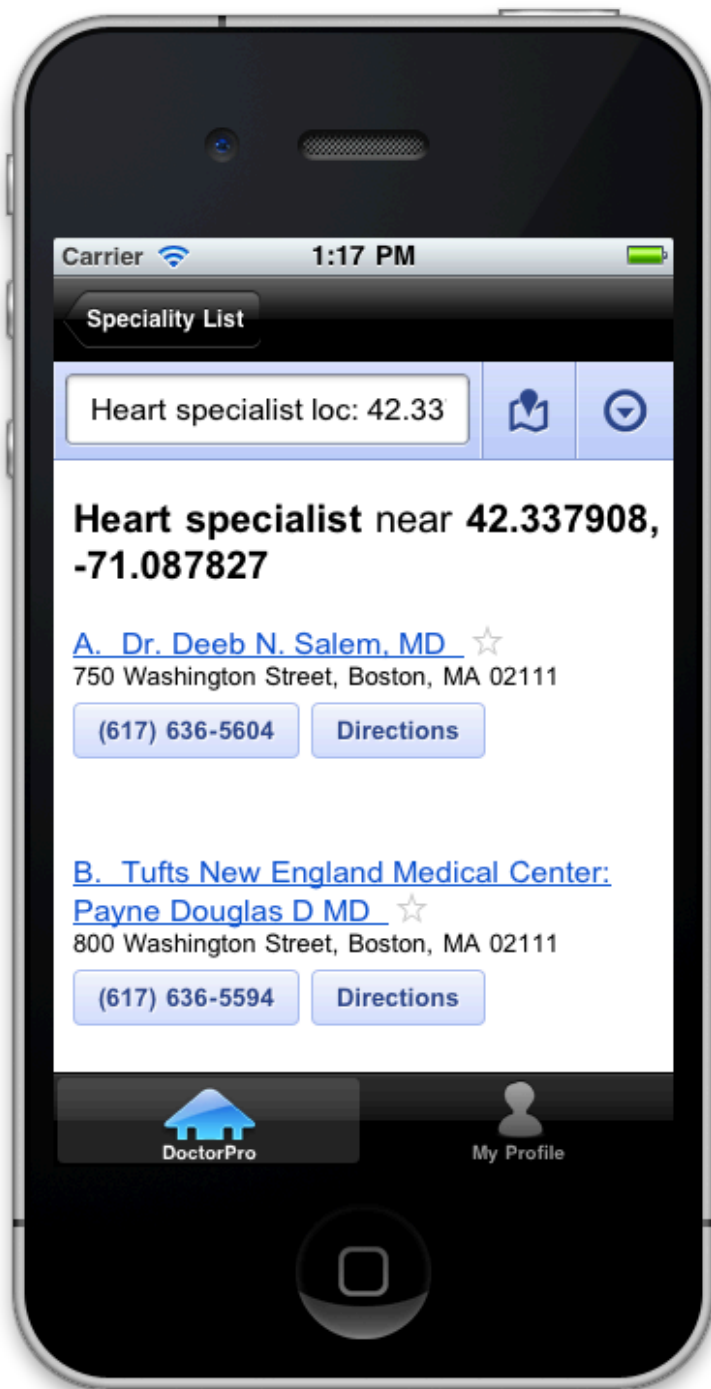 Carrier 1:17 PM
Speciality List
Heart specialist loc: 42.33
Heart specialist near 42.337908,
-71.087827
A. Dr. Deeb N. Salem, MD
750 Washington Street, Boston, MA 02111
(617) 636-5604 Directions
B. Tufts New England Medical Center:
Payne Douglas D MD
800 Washington Street, Boston, MA 02111
(617) 636-5594 Directions
DoctorPro My Profile